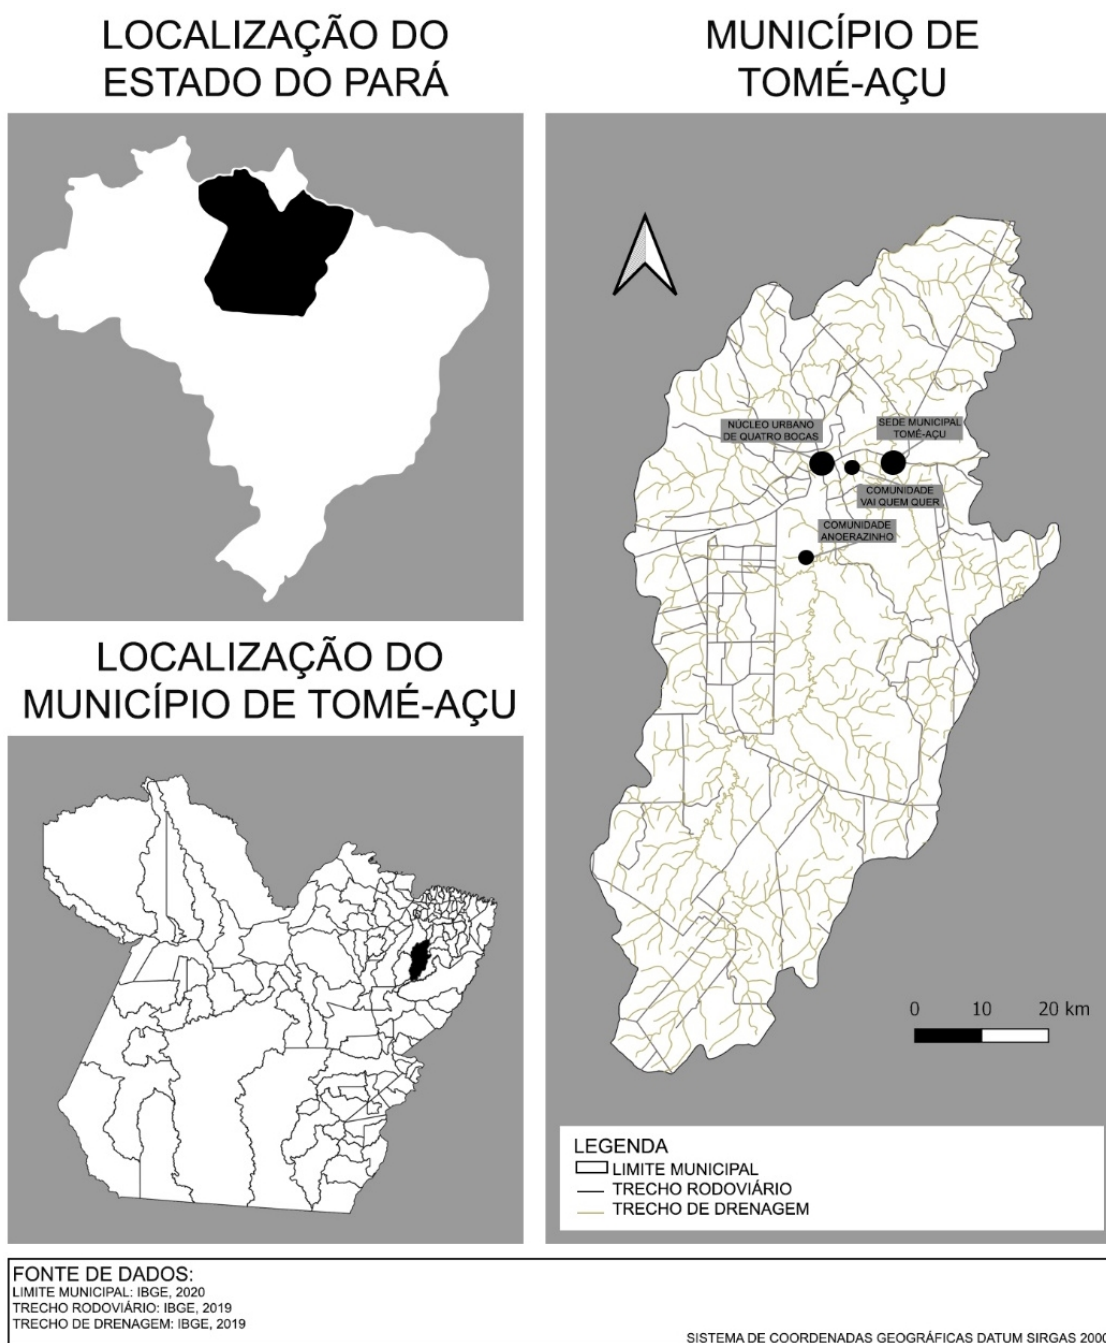 LOCALIZAÇÃO DO
ESTADO DO PARÁ
LOCALIZAÇÃO DO
MUNICÍPIO DE TOMÉ-AÇU
MUNICÍPIO DE
TOMÉ-AÇU
NÚCLEO URBANO
DE QUATRO BOCAS
SEDE MUNICIPAL
TOMÉ-AÇU
COMUNIDADE
VAI QUEM QUER
COMUNIDADE
ANOERAZINHO
0 10 20 km
LEGENDA
LIMITE MUNICIPAL
TRECHO RODOVIÁRIO
TRECHO DE DRENAGEM
FONTE DE DADOS:
LIMITE MUNICIPAL: IBGE, 2020
TRECHO RODOVIÁRIO: IBGE, 2019
TRECHO DE DRENAGEM: IBGE, 2019
SISTEMA DE COORDENADAS GEOGRÁFICAS DATUM SIRGAS 2000